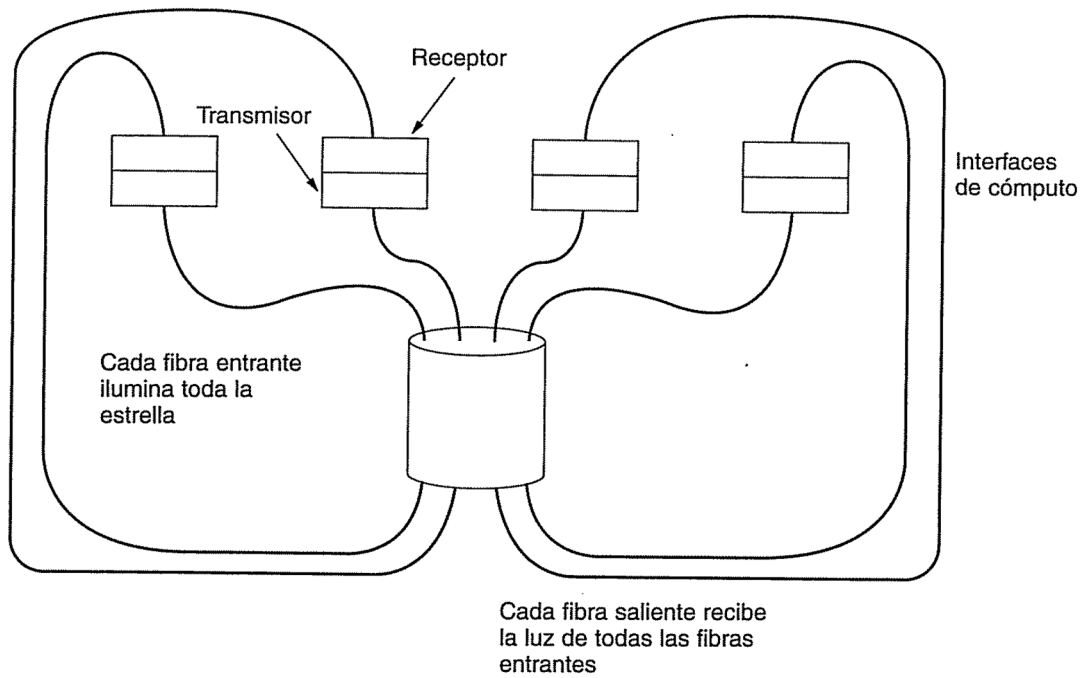 Receptor
Transmisor
Interfaces
de cómputo
Cada fibra entrante
ilumina toda la
estrella
Cada fibra saliente recibe
la luz de todas las fibras
entrantes